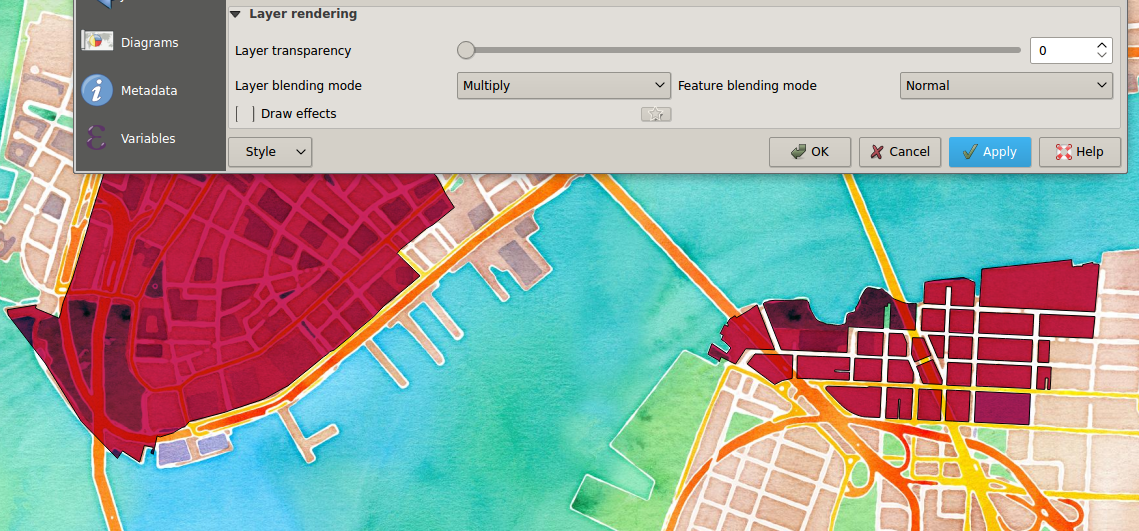 Layer rendering
Diagrams
Layer transparency
0
Metadata
Layer blending mode
Multiply
Feature blending mode
Normal
Draw effects
Variables
Style
OK
Cancel
Apply
Help